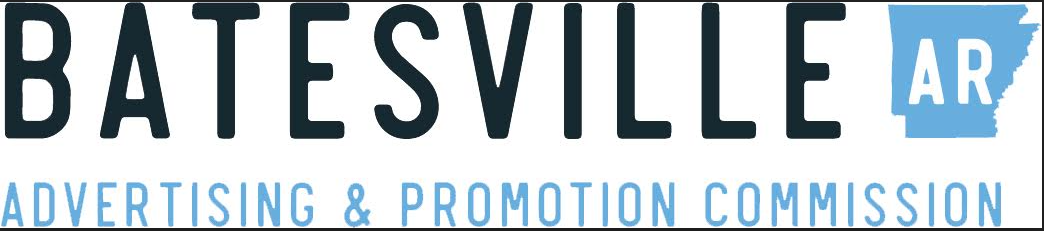 BATESVILLE AR
ADVERTISING & PROMOTION COMMISSION